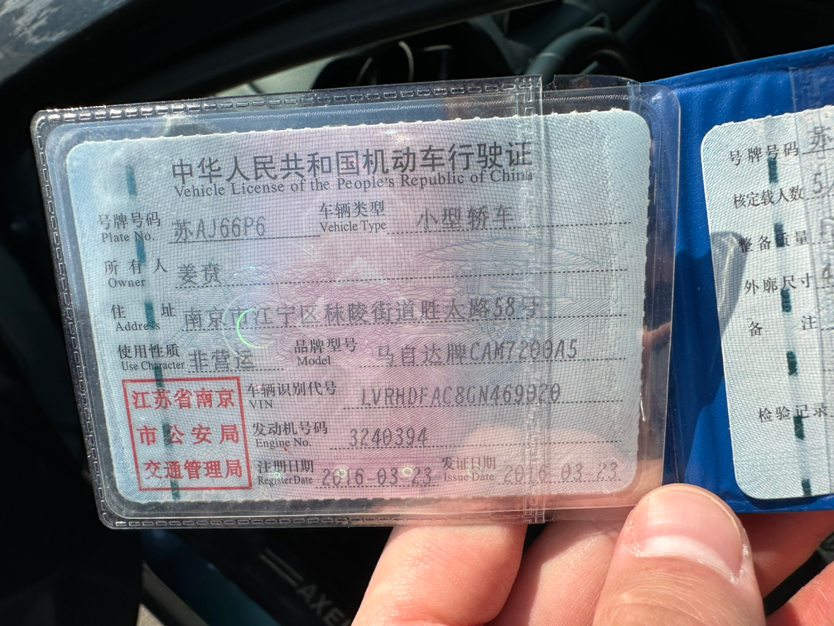 中华人民共和国机动车行驶证
Vehicle License of the People's Republic of China
号牌号码 苏AJ66P6 车辆类型 小型轿车
Plate No. Vehicle Type
所有人 姜贲
Owner
住址 南京市江宁区秣陵街道胜太路58号
Address
使用性质 非营运 品牌型号 马自达牌CAM7200A5
Use Character Model
江苏省南京
市公安局
交通管理局
车辆识别代号 LVRHDFAC8GN469020
VIN
发动机号码 3240394
Engine No.
注册日期 2016-03-23 发证日期 2016-03-23
Register Date Issue Date
号牌号码 苏
核定载人数 5
整备质量
外廓尺寸
备注
检验记录